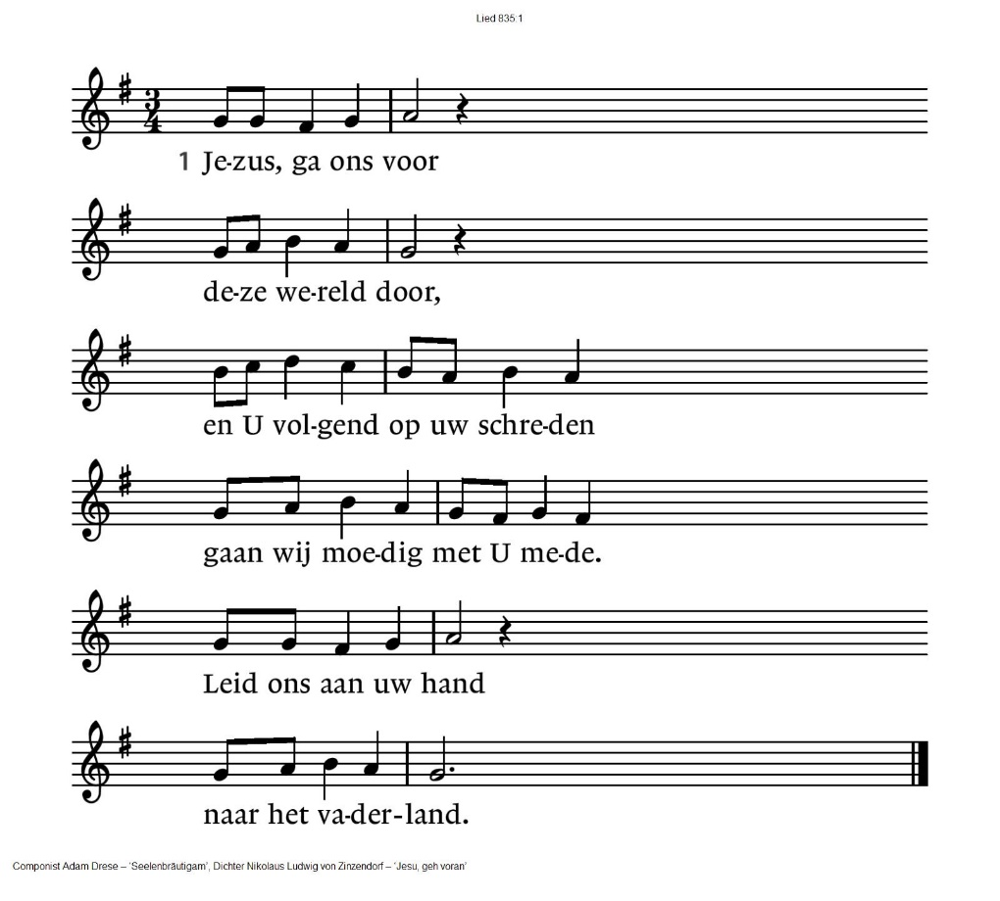 Lied 835:1
3
4
1 Je-zus, ga ons voor
de-ze we-reld door,
en U vol-gend op uw schre-den
gaan wij moe-dig met U me-de.
Leid ons aan uw hand
naar het va-der-land.
Componist Adam Drese – ‘Seelenbräutigam’, Dichter Nikolaus Ludwig von Zinzendorf – ‘Jesu, geh voran’